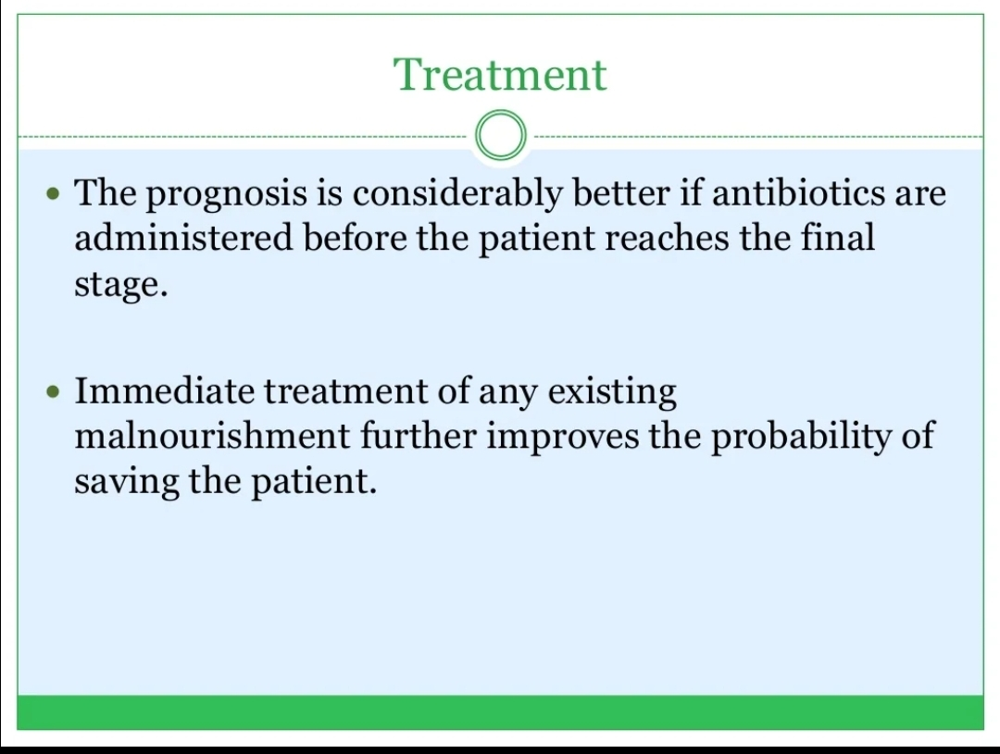 Treatment
• The prognosis is considerably better if antibiotics are
administered before the patient reaches the final
stage.
• Immediate treatment of any existing
malnourishment further improves the probability of
saving the patient.